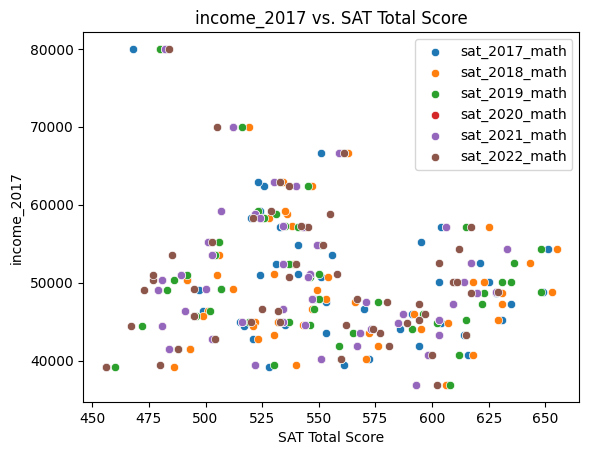 income_2017 vs. SAT Total Score
80000
70000
60000
50000
40000
income_2017
sat_2017_math
sat_2018_math
sat_2019_math
sat_2020_math
sat_2021_math
sat_2022_math
450 475 500 525 550 575 600 625 650
SAT Total Score